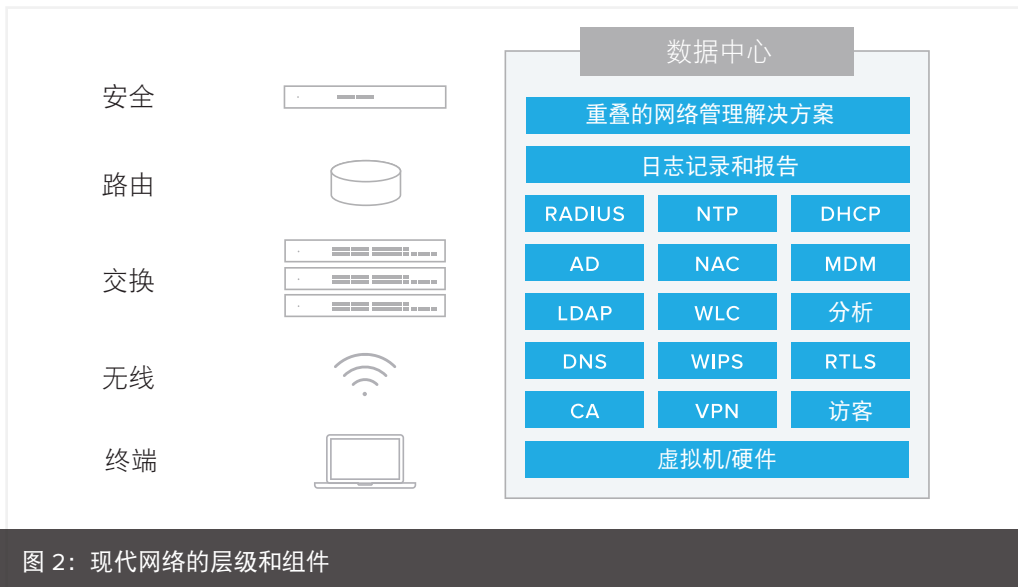 数据中心
安全
重叠的网络管理解决方案
日志记录和报告
路由
RADIUS NTP DHCP
AD NAC MDM
交换
LDAP WLC 分析
DNS WIPS RTLS
无线
CA VPN 访客
终端
虚拟机/硬件
图 2：现代网络的层级和组件